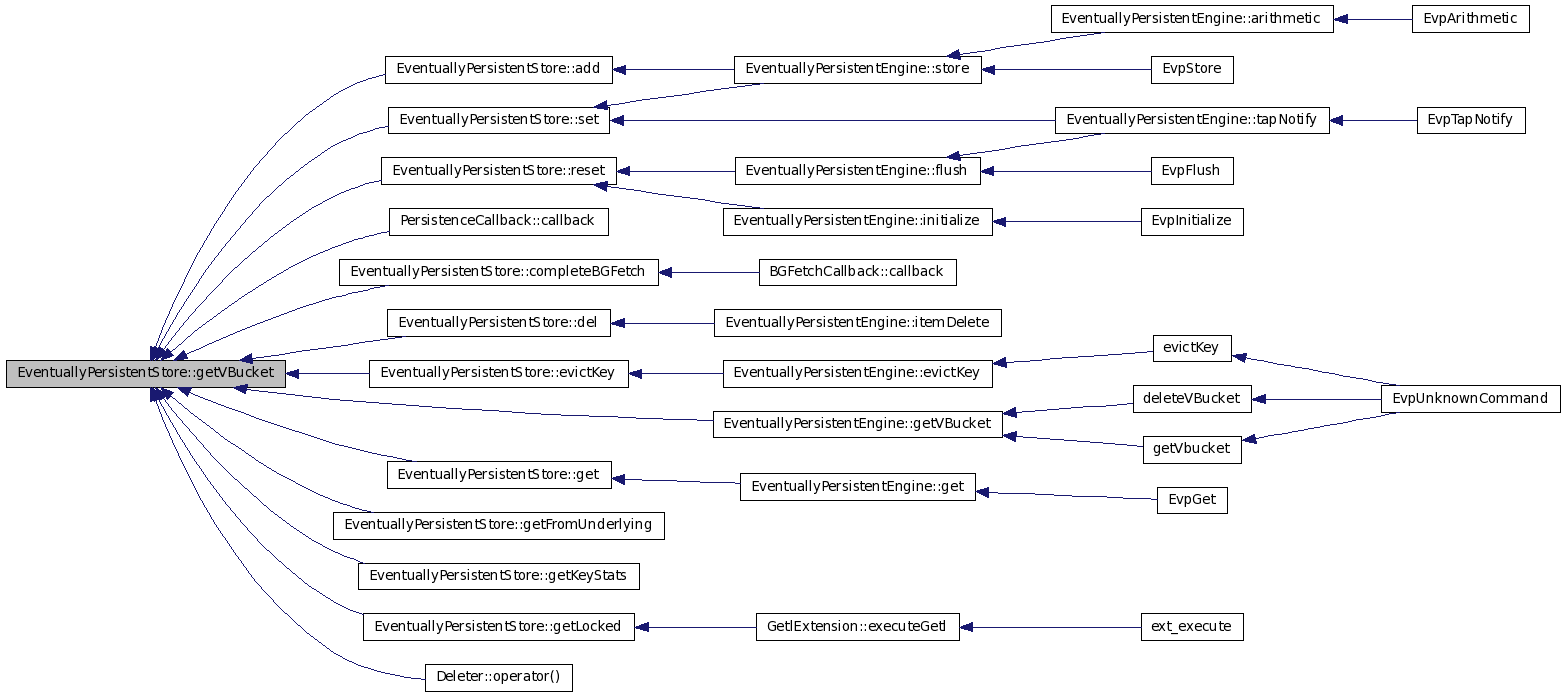 EventuallyPersistentEngine::arithmetic
EvpArithmetic
EventuallyPersistentStore::add
EventuallyPersistentEngine::store
EvpStore
EventuallyPersistentStore::set
EventuallyPersistentEngine::tapNotify
EvpTapNotify
EventuallyPersistentStore::reset
EventuallyPersistentEngine::flush
EvpFlush
PersistenceCallback::callback
EventuallyPersistentEngine::initialize
EvpInitialize
EventuallyPersistentStore::completeBGFetch
BGFetchCallback::callback
EventuallyPersistentStore::del
EventuallyPersistentEngine::itemDelete
evictKey
EventuallyPersistentStore::getVBucket
EventuallyPersistentStore::evictKey
EventuallyPersistentEngine::evictKey
deleteVBucket
EvpUnknownCommand
EventuallyPersistentEngine::getVBucket
getVbucket
EventuallyPersistentStore::get
EventuallyPersistentEngine::get
EvpGet
EventuallyPersistentStore::getFromUnderlying
EventuallyPersistentStore::getKeyStats
EventuallyPersistentStore::getLocked
GetlExtension::executeGetl
ext_execute
Deleter::operator()